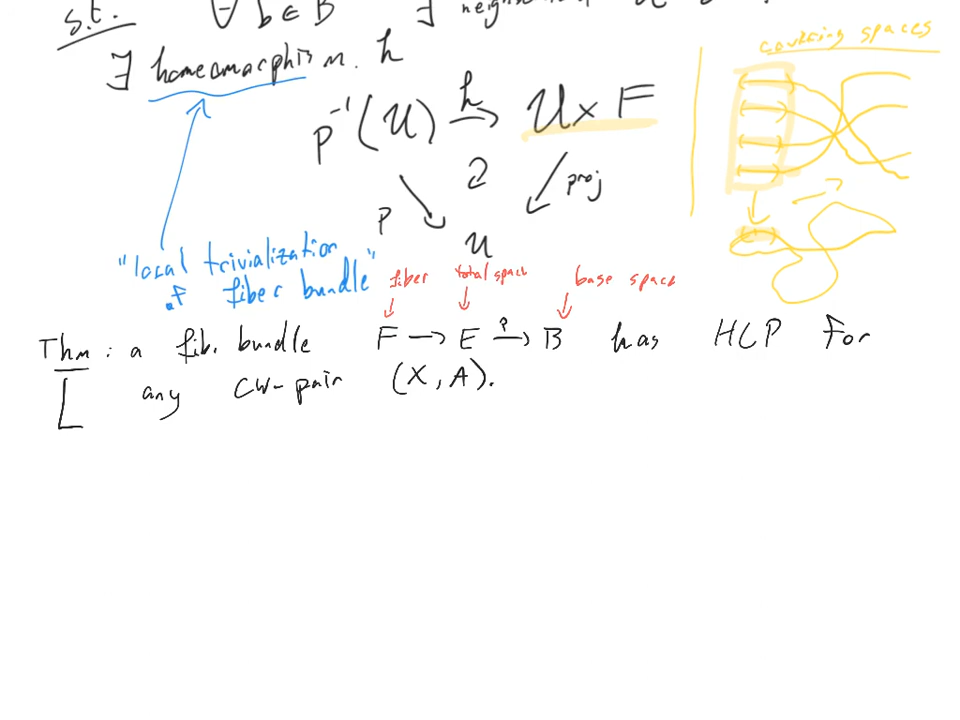 s.t. ∀ b ∈ B ∃
∃ homeomorphism. h
covering spaces
p⁻¹(U) →h U × F
p
proj
U
"local trivialization
of fiber bundle"
fiber total space base space
Thm: a fib. bundle F → E →p B has HLP for
any CW-pair (X, A).